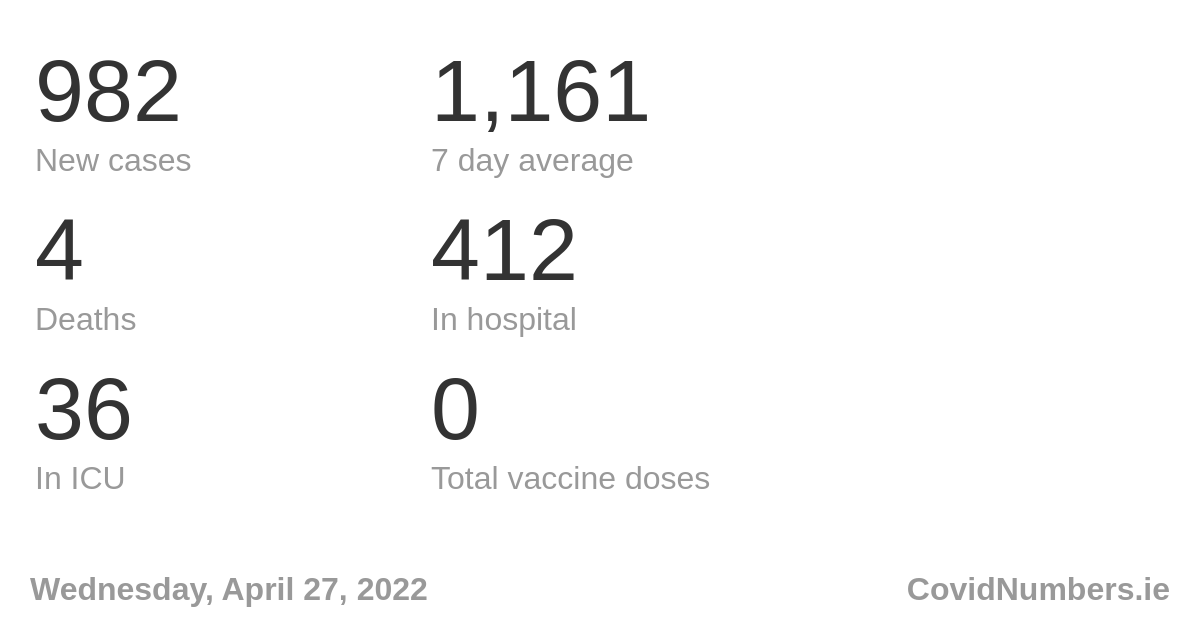 982
1,161
New cases
7 day average
4
412
Deaths
In hospital
36
0
In ICU
Total vaccine doses
Wednesday, April 27, 2022
CovidNumbers.ie